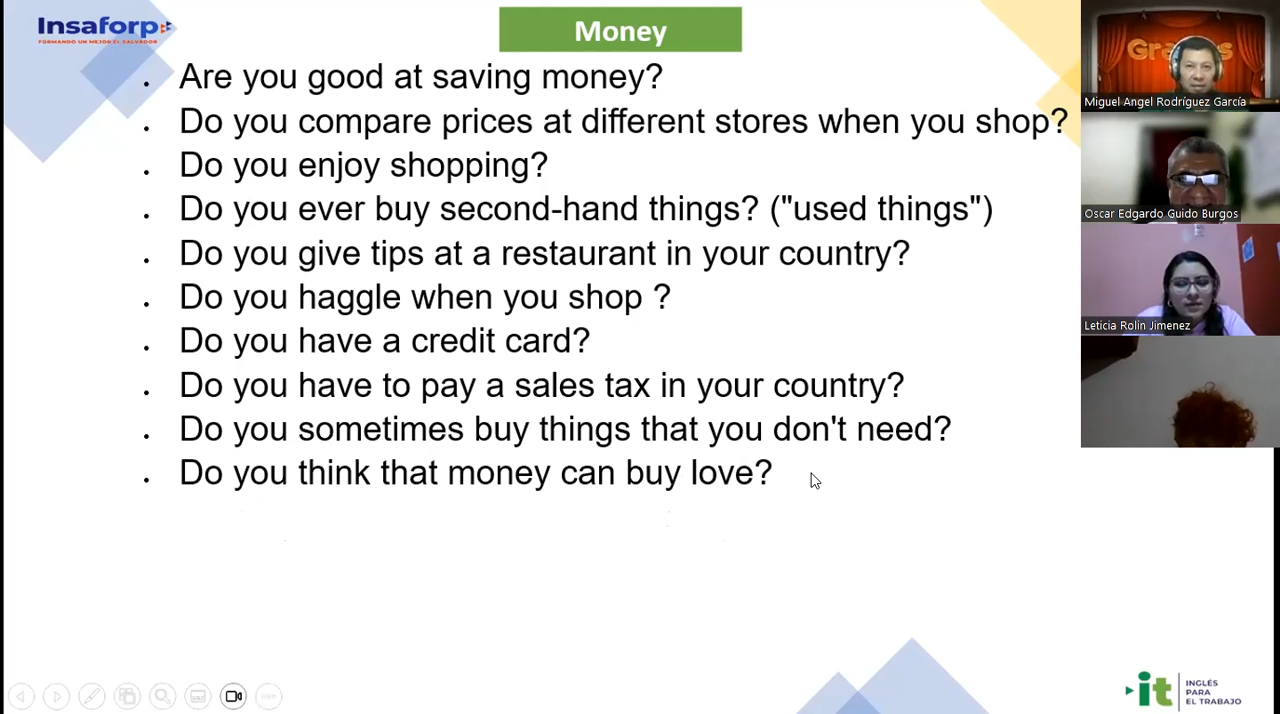 Insaforp
FORMANDO UN MEJOR EL SALVADOR
Money
Are you good at saving money?
Do you compare prices at different stores when you shop?
Do you enjoy shopping?
Do you ever buy second-hand things? ("used things")
Do you give tips at a restaurant in your country?
Do you haggle when you shop ?
Do you have a credit card?
Do you have to pay a sales tax in your country?
Do you sometimes buy things that you don't need?
Do you think that money can buy love?
Miguel Angel Rodríguez García
Oscar Edgardo Guido Burgos
Leticia Rolin Jimenez
it
INGLÉS
PARA
EL TRABAJO